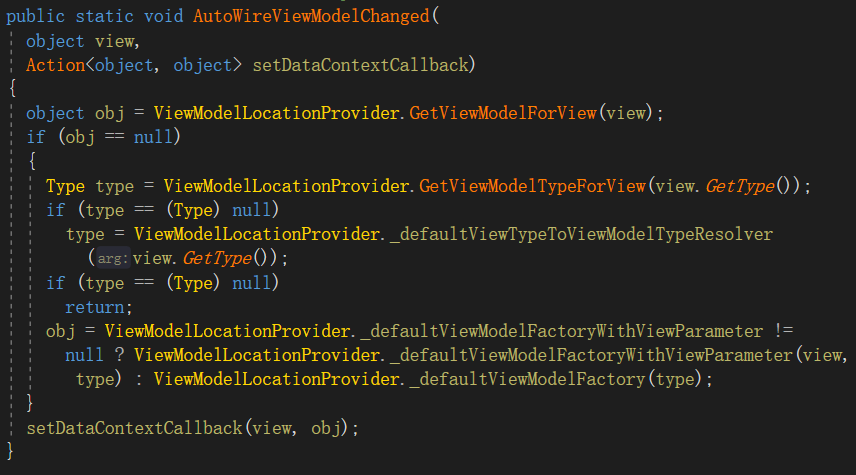 public static void AutoWireViewModelChanged(
object view,
Action<object, object> setDataContextCallback)
{
object obj = ViewModelLocationProvider.GetViewModelForView(view);
if (obj == null)
{
Type type = ViewModelLocationProvider.GetViewModelTypeForView(view.GetType());
if (type == (Type) null)
type = ViewModelLocationProvider._defaultViewTypeToViewModelTypeResolver
(arg:view.GetType());
if (type == (Type) null)
return;
obj = ViewModelLocationProvider._defaultViewModelFactoryWithViewParameter !=
null ? ViewModelLocationProvider._defaultViewModelFactoryWithViewParameter(view,
type) : ViewModelLocationProvider._defaultViewModelFactory(type);
}
setDataContextCallback(view, obj);
}